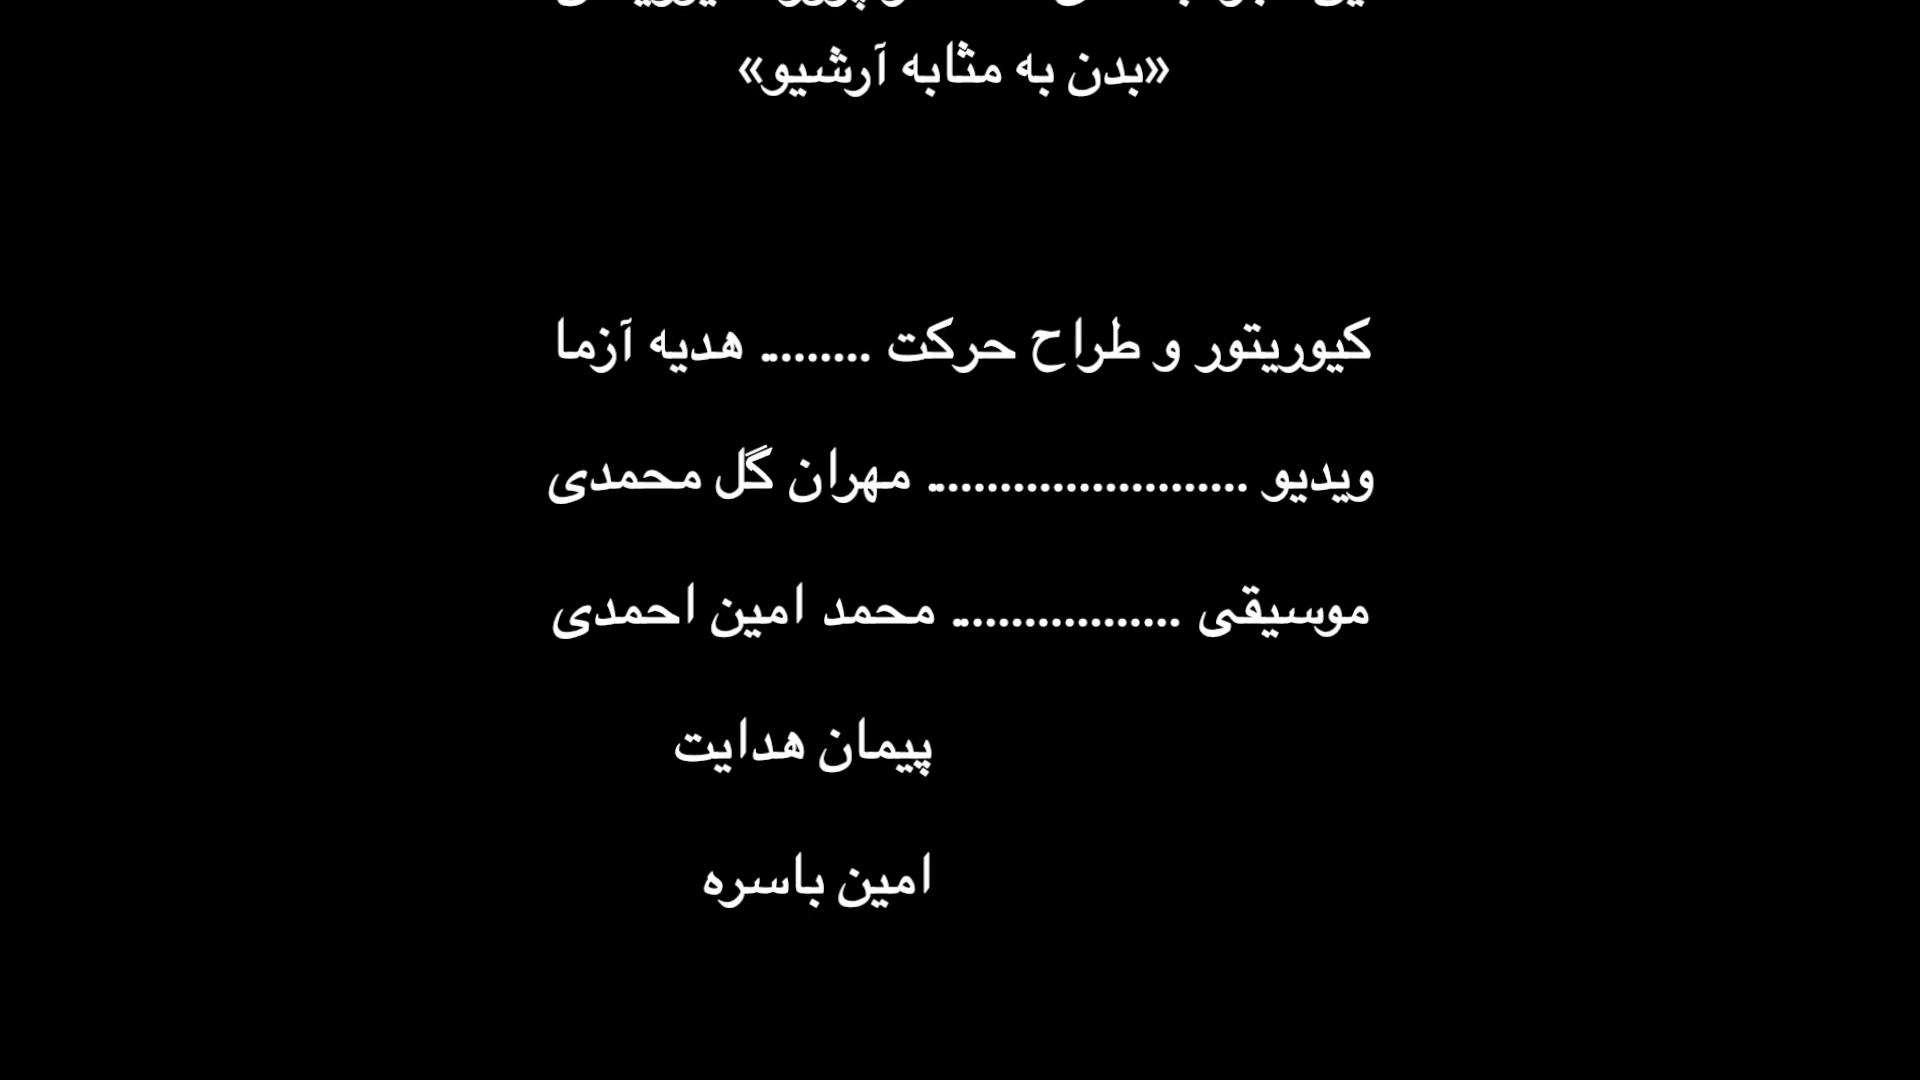 «بدن به مثابه آرشیو»
کیوریتور و طراح حرکت ......... هدیه آزما
ویدیو ......................... مهران گل محمدی
موسیقی .................. محمد امین احمدی
پیمان هدایت
امین باسره